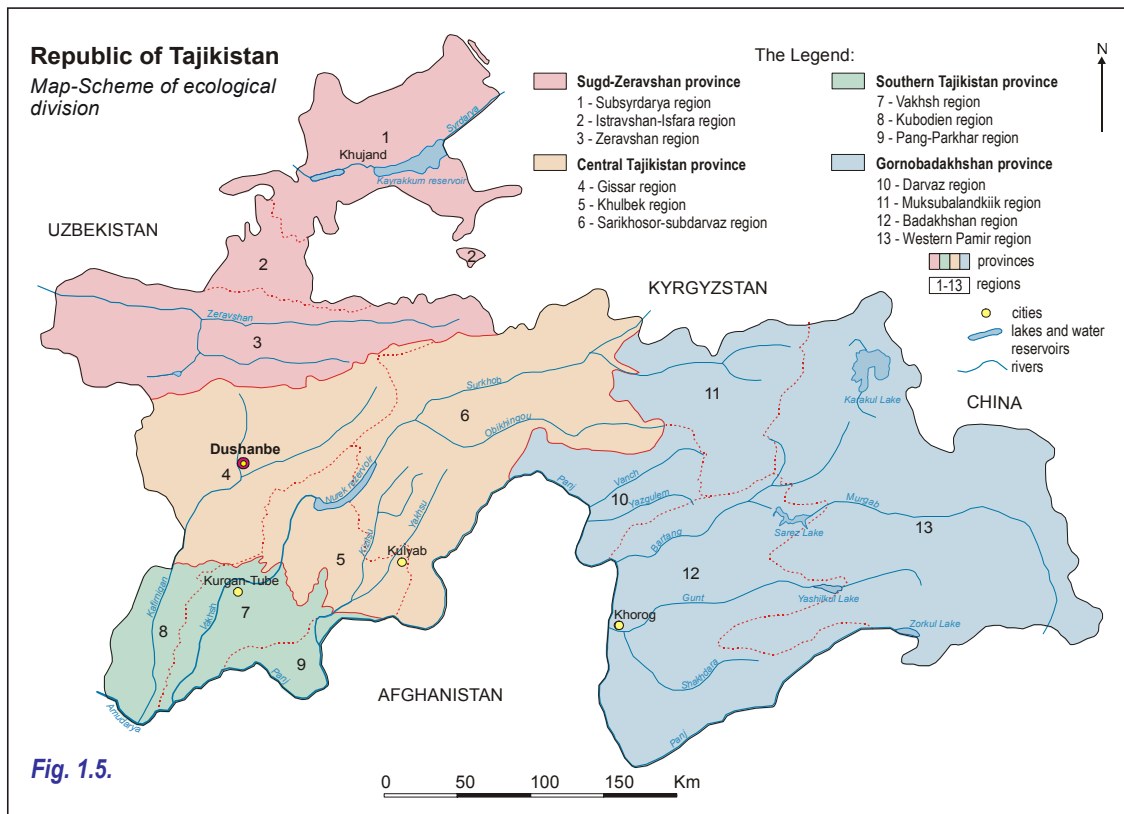 Republic of Tajikistan
Map-Scheme of ecological
division
The Legend:
Sugd-Zeravshan province
1 - Subsyrdarya region
2 - Istravshan-Isfara region
3 - Zeravshan region
Central Tajikistan province
4 - Gissar region
5 - Khulbek region
6 - Sarikhosor-subdarvaz region
Southern Tajikistan province
7 - Vakhsh region
8 - Kubodien region
9 - Pang-Parkhar region
Gornobadakhshan province
10 - Darvaz region
11 - Muksubalandkiik region
12 - Badakhshan region
13 - Western Pamir region
provinces
1-13 regions
cities
lakes and water
reservoirs
rivers
N
1
Syrdarya
Khujand
Kayrakkum reservoir
UZBEKISTAN
2
2
KYRGYZSTAN
Zeravshan
3
11
Karakul Lake
CHINA
Surkhob
6
Obikhingou
Dushanbe
4
Nurek rezervoir
Panj
Vanch
10
Yazgulem
Bartang
Murgab
13
Sarez Lake
Kizilsu
Yakhsu
5
Kulyab
12
Gunt
Yashilkul Lake
Kurgan-Tube
Kafirnigan
Vakhsh
7
8
9
Khorog
Zorkul Lake
Shakhdara
Panj
Amudarya
AFGHANISTAN
Panj
Fig. 1.5.
0 50 100 150 Km